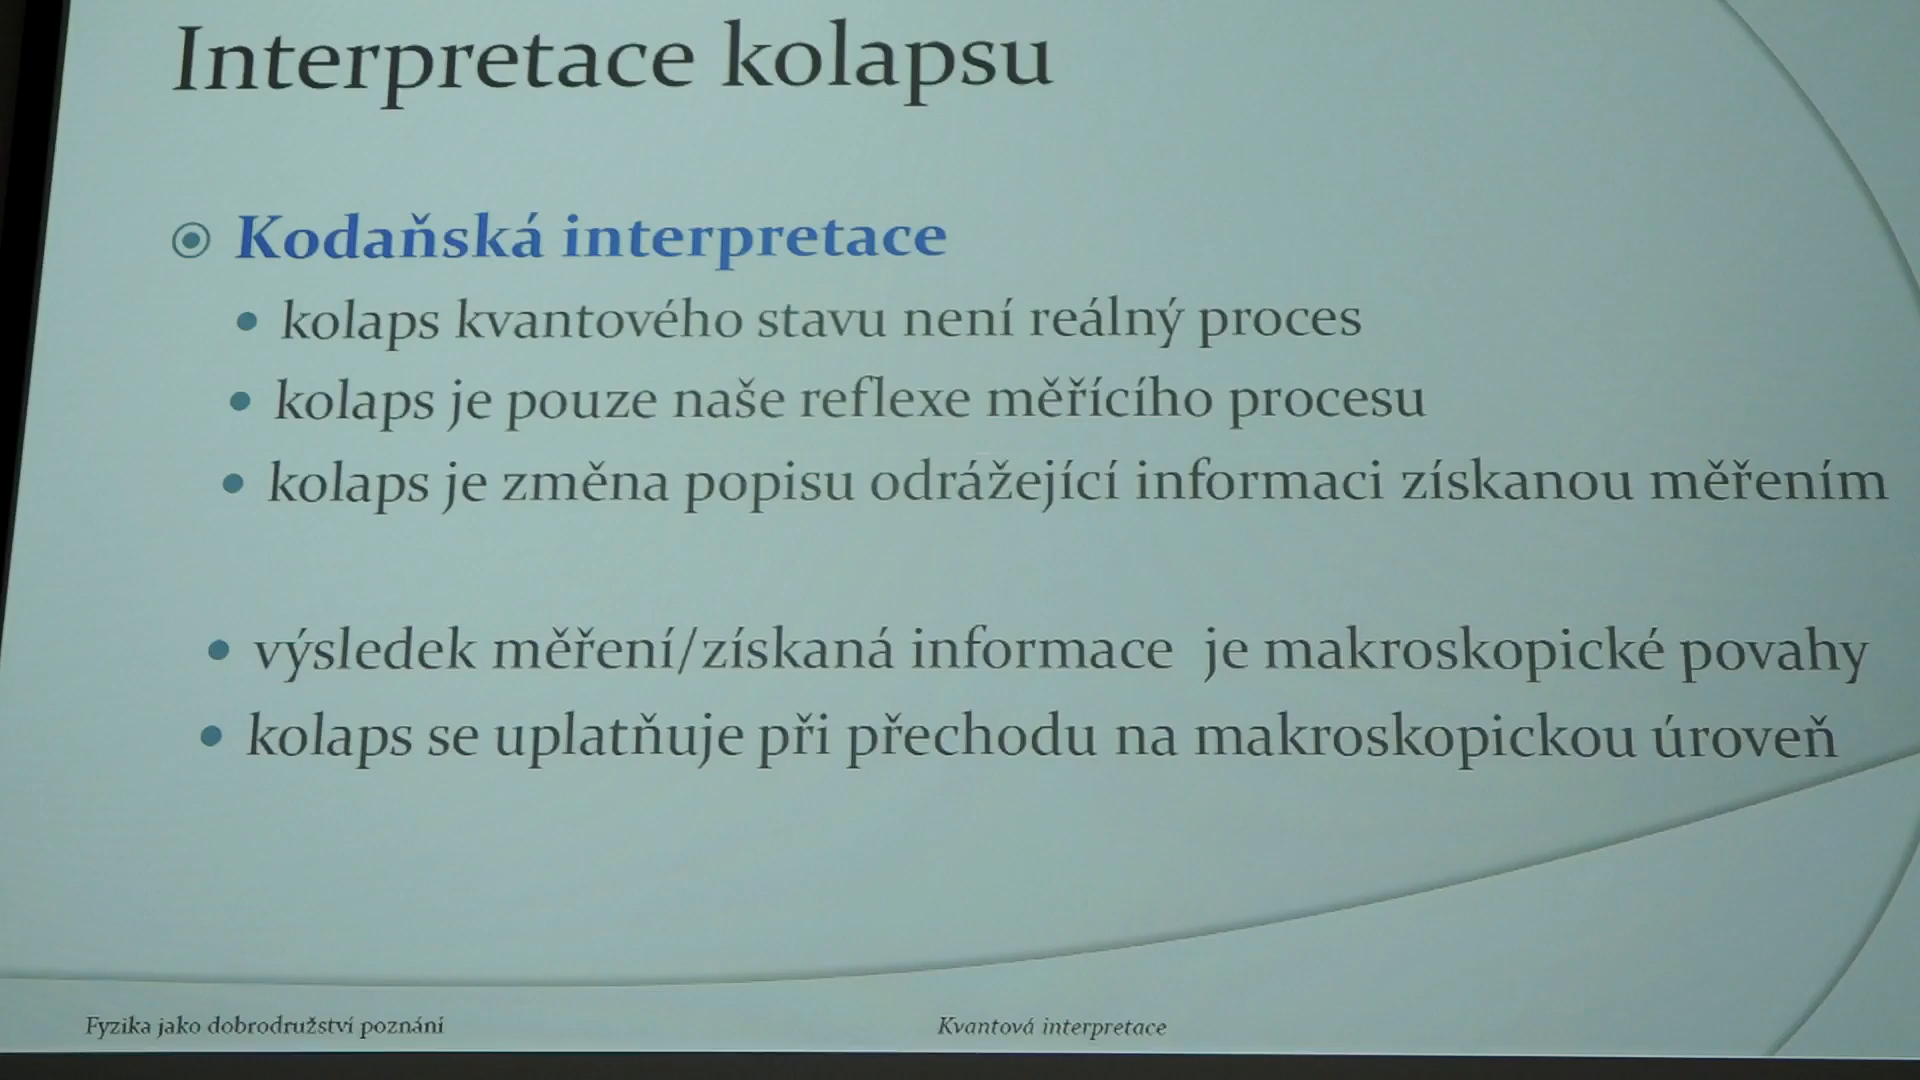 Interpretace kolapsu
Kodaňská interpretace
kolaps kvantového stavu není reálný proces
kolaps je pouze naše reflexe měřícího procesu
kolaps je změna popisu odrážející informaci získanou měřením
výsledek měření/získaná informace je makroskopické povahy
kolaps se uplatňuje při přechodu na makroskopickou úroveň
Fyzika jako dobrodružství poznání
Kvantová interpretace